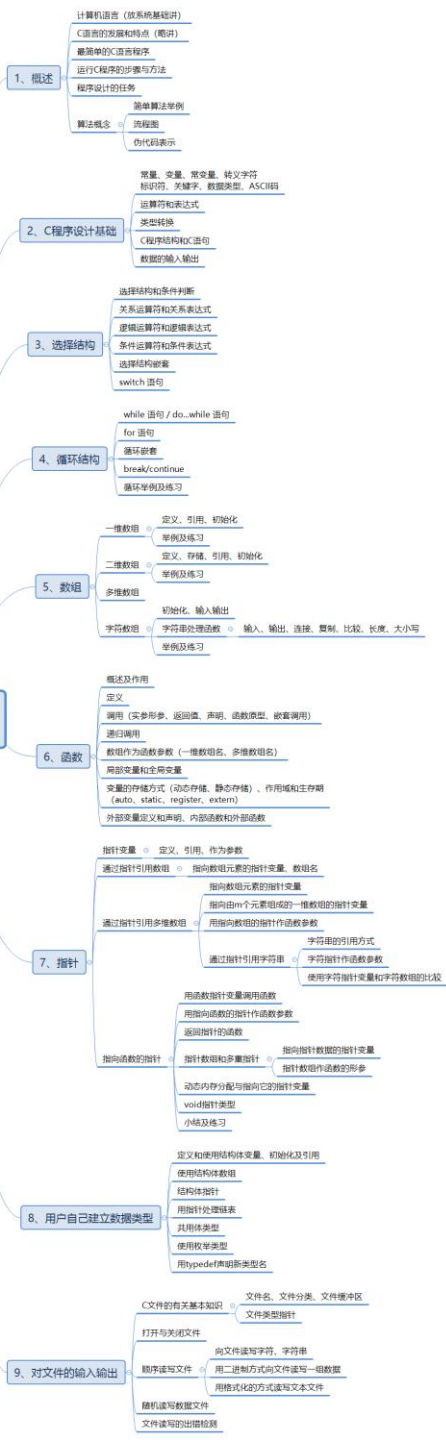 计算机语言（放系统基础讲）
C语言的发展和特点（略讲）
最简单的C语言程序
1、概述
运行C程序的步骤与方法
程序设计的任务
简单算法举例
算法概念
流程图
伪代码表示
常量、变量、常变量、转义字符
标识符、关键字、数据类型、ASCII码
运算符和表达式
2、C程序设计基础
类型转换
C程序结构和C语句
数据的输入输出
选择结构和条件判断
关系运算符和关系表达式
逻辑运算符和逻辑表达式
3、选择结构
条件运算符和条件表达式
选择结构嵌套
switch 语句
while 语句 / do...while 语句
for 语句
4、循环结构
循环嵌套
break/continue
循环举例及练习
一维数组
定义、引用、初始化
举例及练习
二维数组
定义、存储、引用、初始化
举例及练习
5、数组
多维数组
初始化、输入输出
字符数组
字符串处理函数
输入、输出、连接、复制、比较、长度、大小写
举例及练习
概述及作用
定义
调用（实参形参、返回值、声明、函数原型、嵌套调用）
递归调用
6、函数
数组作为函数参数（一维数组名、多维数组名）
局部变量和全局变量
变量的存储方式（动态存储、静态存储）、作用域和生存期
（auto、static、register、extern）
外部变量定义和声明、内部函数和外部函数
指针变量
定义、引用、作为参数
通过指针引用数组
指向数组元素的指针变量、数组名
指向数组元素的指针变量
指向由m个元素组成的一维数组的指针变量
通过指针引用多维数组
用指向数组的指针作函数参数
字符串的引用方式
通过指针引用字符串
字符指针作函数参数
使用字符指针变量和字符数组的比较
7、指针
用函数指针变量调用函数
用指向函数的指针作函数参数
返回指针的函数
指向函数的指针
指针数组和多重指针
指向指针数据的指针变量
指针数组作函数的形参
动态内存分配与指向它的指针变量
void指针类型
小结及练习
定义和使用结构体变量、初始化及引用
使用结构体数组
结构体指针
8、用户自己建立数据类型
用指针处理链表
共用体类型
使用枚举类型
用typedef声明新类型名
C文件的有关基本知识
文件名、文件分类、文件缓冲区
文件类型指针
打开与关闭文件
9、对文件的输入输出
向文件读写字符、字符串
顺序读写文件
用二进制方式向文件读写一组数据
用格式化的方式读写文本文件
随机读写数据文件
文件读写的出错检测